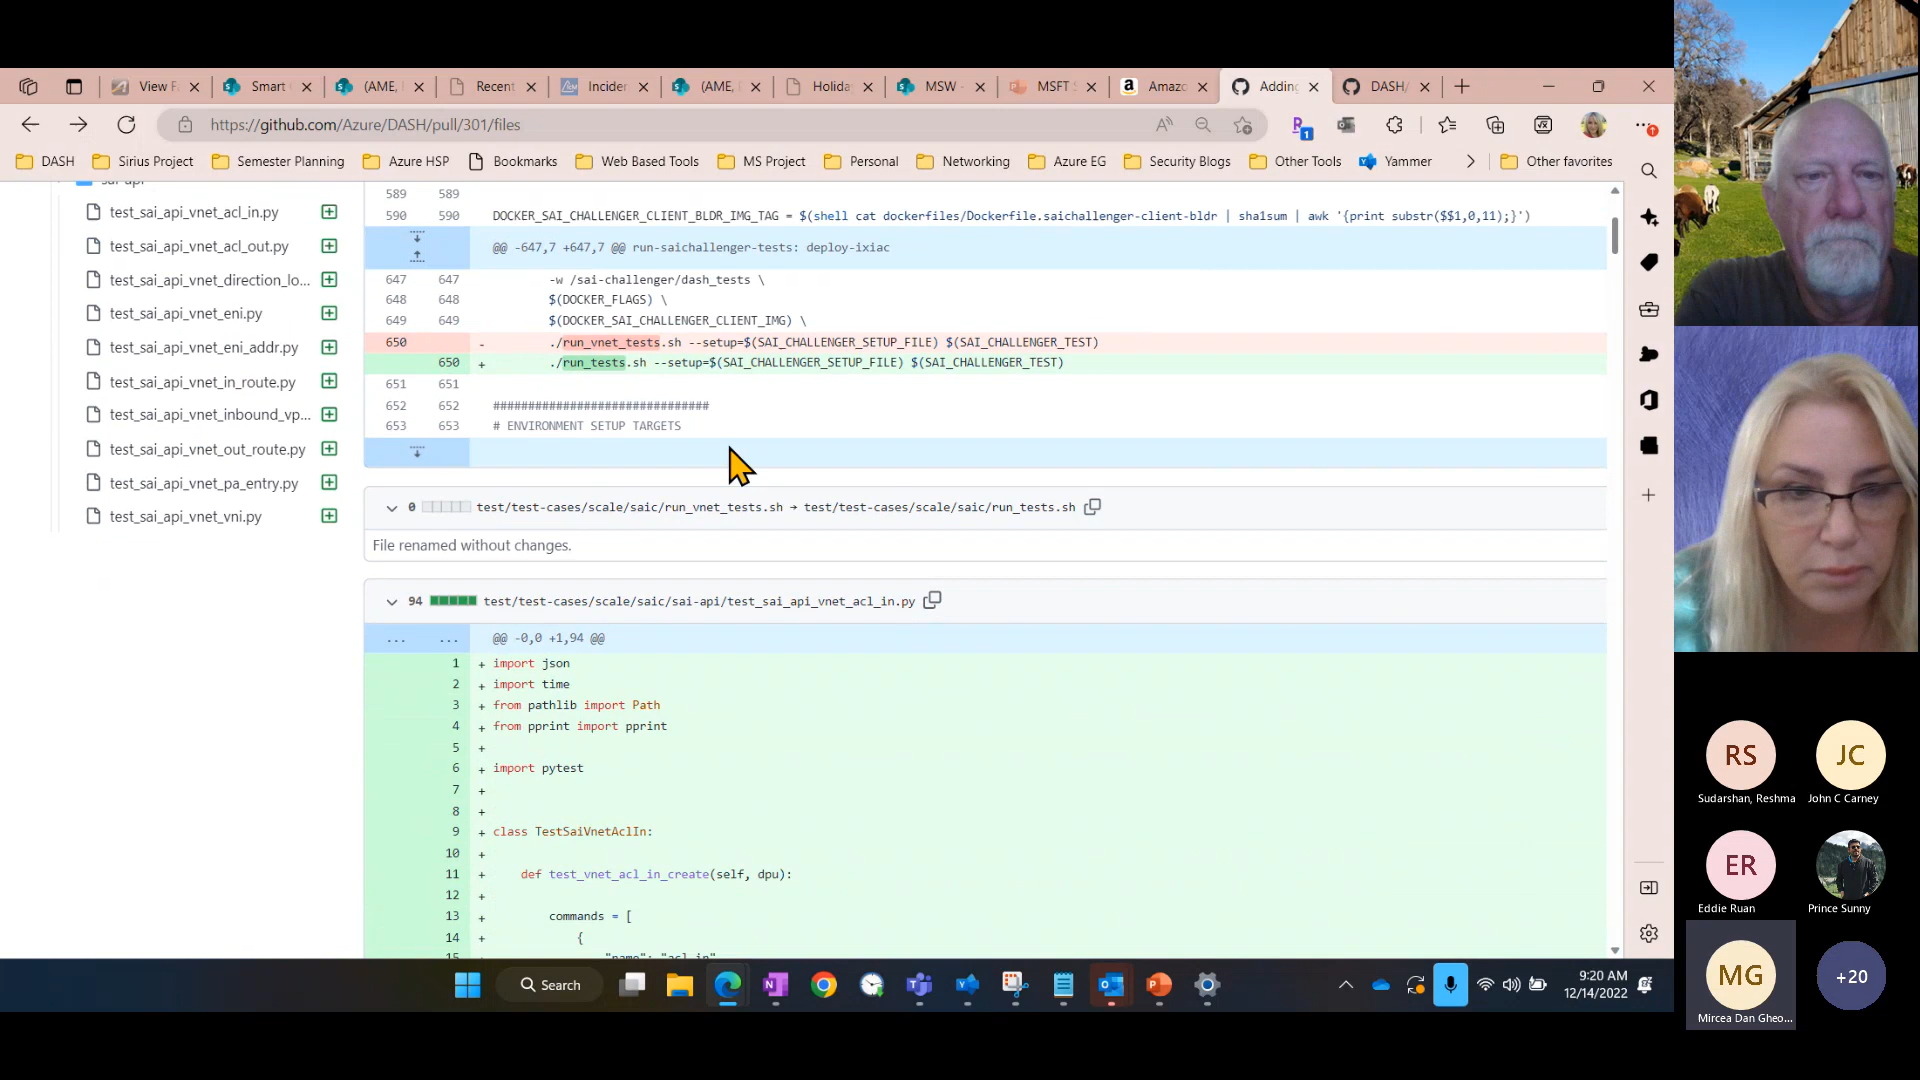 View F
Smart
(AME,
Recent
Incider
(AME,
Holida
MSW -
MSFT
Amazo
Adding
DASH/
https://github.com/Azure/DASH/pull/301/files
DASH
Sirius Project
Semester Planning
Azure HSP
Bookmarks
Web Based Tools
MS Project
Personal
Networking
Azure EG
Security Blogs
Other Tools
Yammer
Other favorites
test_sai_api_vnet_acl_in.py
test_sai_api_vnet_acl_out.py
test_sai_api_vnet_direction_lo...
test_sai_api_vnet_eni.py
test_sai_api_vnet_eni_addr.py
test_sai_api_vnet_in_route.py
test_sai_api_vnet_inbound_vp...
test_sai_api_vnet_out_route.py
test_sai_api_vnet_pa_entry.py
test_sai_api_vnet_vni.py
589 589
590 590 DOCKER_SAI_CHALLENGER_CLIENT_BLDR_IMG_TAG = $(shell cat dockerfiles/Dockerfile.saichallenger-client-bldr | sha1sum | awk '{print substr($$1,0,11);}')
@@ -647,7 +647,7 @@ run-saichallenger-tests: deploy-ixiac
647 647 -w /sai-challenger/dash_tests \
648 648 $(DOCKER_FLAGS) \
649 649 $(DOCKER_SAI_CHALLENGER_CLIENT_IMG) \
650 - ./run_vnet_tests.sh --setup=$(SAI_CHALLENGER_SETUP_FILE) $(SAI_CHALLENGER_TEST)
650 + ./run_tests.sh --setup=$(SAI_CHALLENGER_SETUP_FILE) $(SAI_CHALLENGER_TEST)
651 651
652 652 ###############################
653 653 # ENVIRONMENT SETUP TARGETS
0 test/test-cases/scale/saic/run_vnet_tests.sh → test/test-cases/scale/saic/run_tests.sh
File renamed without changes.
94 test/test-cases/scale/saic/sai-api/test_sai_api_vnet_acl_in.py
... ... @@ -0,0 +1,94 @@
1 + import json
2 + import time
3 + from pathlib import Path
4 + from pprint import pprint
5 +
6 + import pytest
7 +
8 +
9 + class TestSaiVnetAclIn:
10 +
11 + def test_vnet_acl_in_create(self, dpu):
12 +
13 + commands = [
14 + {
15 "name": "acl_in"
RS
Sudarshan, Reshma
JC
John C Carney
ER
Eddie Ruan
Prince Sunny
MG
Mircea Dan Gheo...
+20
Search
9:20 AM
12/14/2022